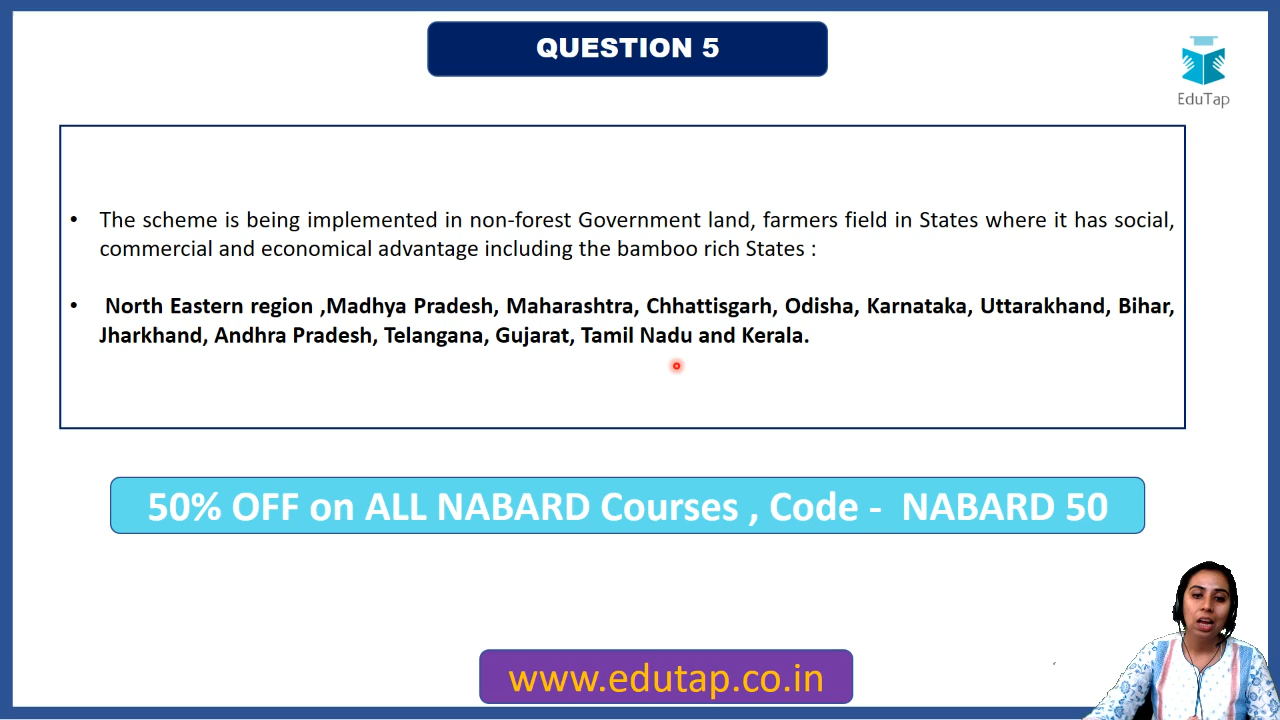 QUESTION 5
EduTap
• The scheme is being implemented in non-forest Government land, farmers field in States where it has social,
commercial and economical advantage including the bamboo rich States :
• North Eastern region ,Madhya Pradesh, Maharashtra, Chhattisgarh, Odisha, Karnataka, Uttarakhand, Bihar,
Jharkhand, Andhra Pradesh, Telangana, Gujarat, Tamil Nadu and Kerala.
50% OFF on ALL NABARD Courses , Code - NABARD 50
www.edutap.co.in